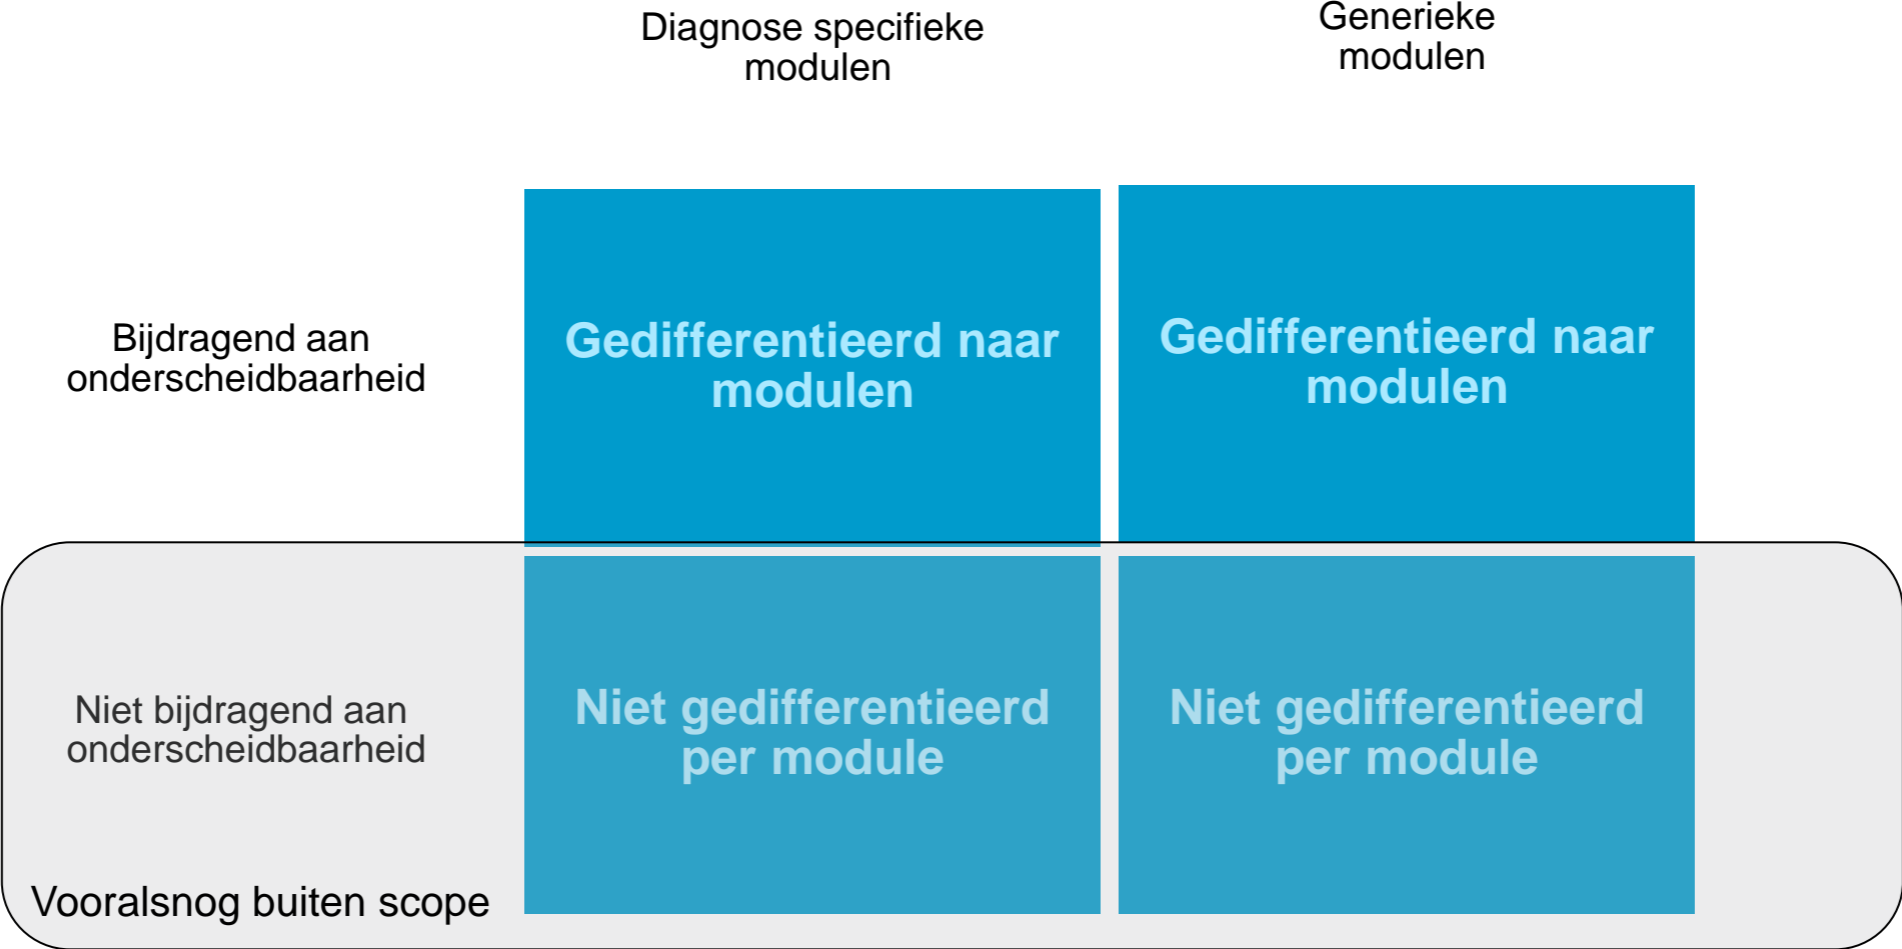 Diagnose specifieke
modulen
Generieke
modulen
Bijdragend aan
onderscheidbaarheid
Gedifferentieerd naar
modulen
Gedifferentieerd naar
modulen
Niet bijdragend aan
onderscheidbaarheid
Niet gedifferentieerd
per module
Niet gedifferentieerd
per module
Vooralsnog buiten scope